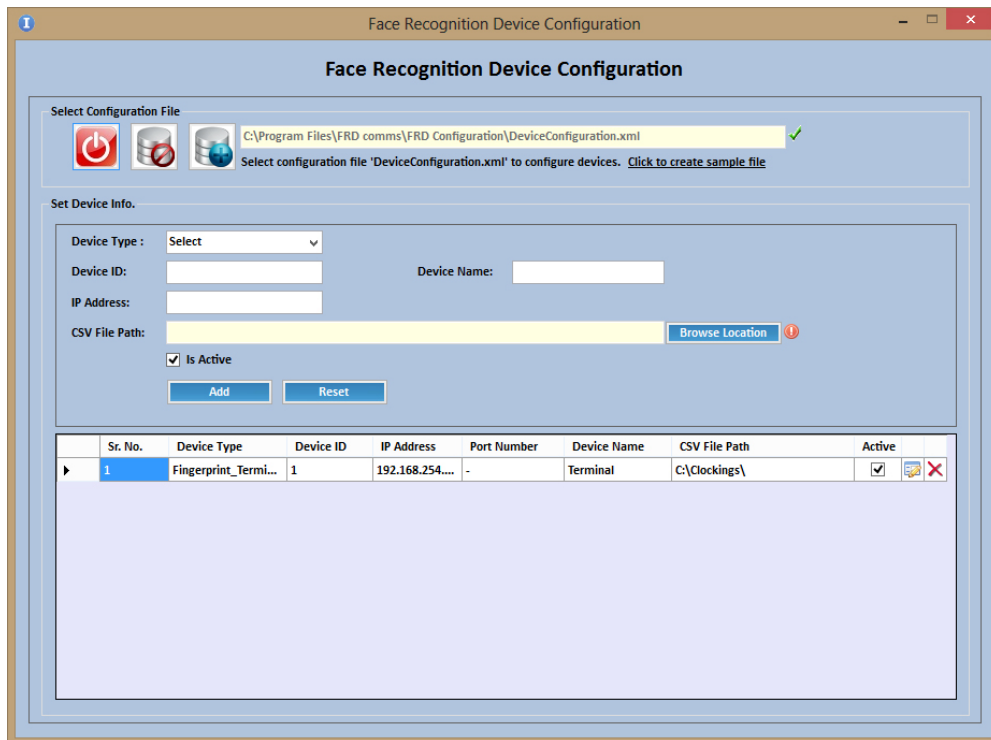 Face Recognition Device Configuration
Face Recognition Device Configuration
Select Configuration File
C:\Program Files\FRD comms\FRD Configuration\DeviceConfiguration.xml
Select configuration file 'DeviceConfiguration.xml' to configure devices. Click to create sample file
Set Device Info.
Device Type : Select
Device ID: Device Name:
IP Address:
CSV File Path: Browse Location
Is Active
Add Reset
Sr. No. Device Type Device ID IP Address Port Number Device Name CSV File Path Active
1 Fingerprint_Termi... 1 192.168.254.... - Terminal C:\Clockings\